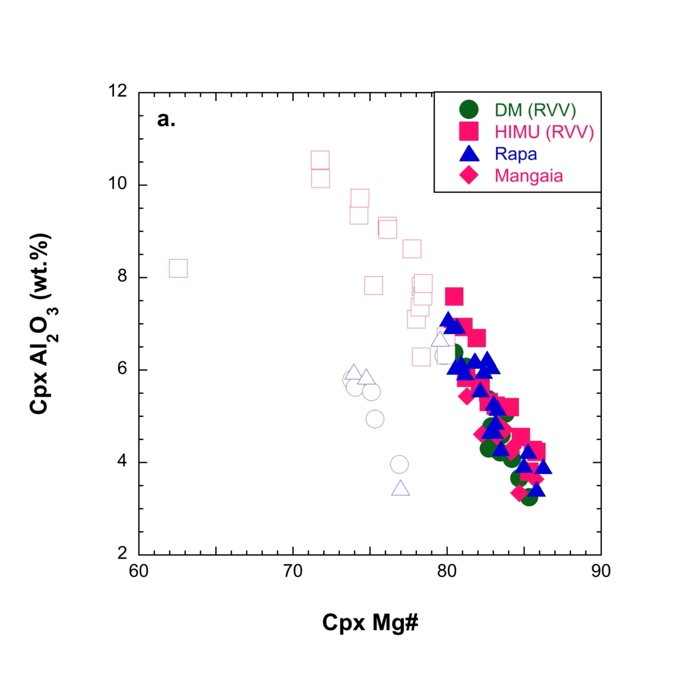 a.
DM (RVV)
HIMU (RVV)
Rapa
Mangaia
12
10
8
6
4
2
60 70 80 90
Cpx Al2O3 (wt.%)
Cpx Mg#